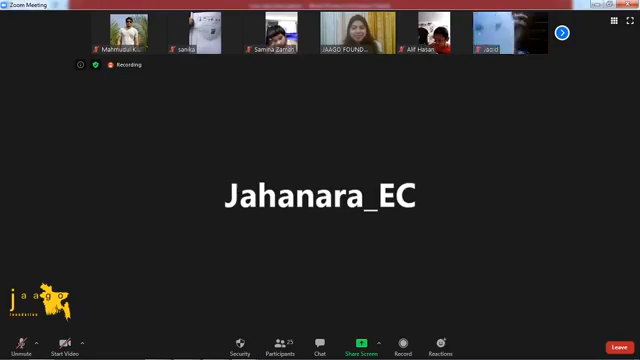 Zoom Meeting
Mahmudul K...
sanika
Samina Zaman
JAAGO FOUND...
Alif Hasan
Jagid
Recording
Jahanara_EC
jaago
foundation
Unmute
Start Video
Security
25
Participants
Chat
Share Screen
Record
Reactions
Leave